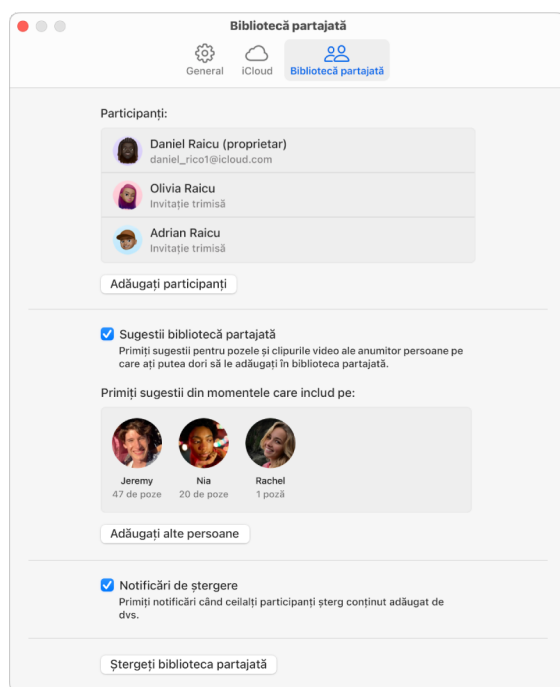 Bibliotecă partajată
General iCloud Bibliotecă partajată
Participanți:
Daniel Raicu (proprietar)
daniel_rico1@icloud.com
Olivia Raicu
Invitație trimisă
Adrian Raicu
Invitație trimisă
Adăugați participanți
Sugestii bibliotecă partajată
Primiți sugestii pentru pozele și clipurile video ale anumitor persoane pe
care ați putea dori să le adăugați în biblioteca partajată.
Primiți sugestii din momentele care includ pe:
Jeremy Nia Rachel
47 de poze 20 de poze 1 poză
Adăugați alte persoane
Notificări de ștergere
Primiți notificări când ceilalți participanți șterg conținut adăugat de
dvs.
Ștergeți biblioteca partajată